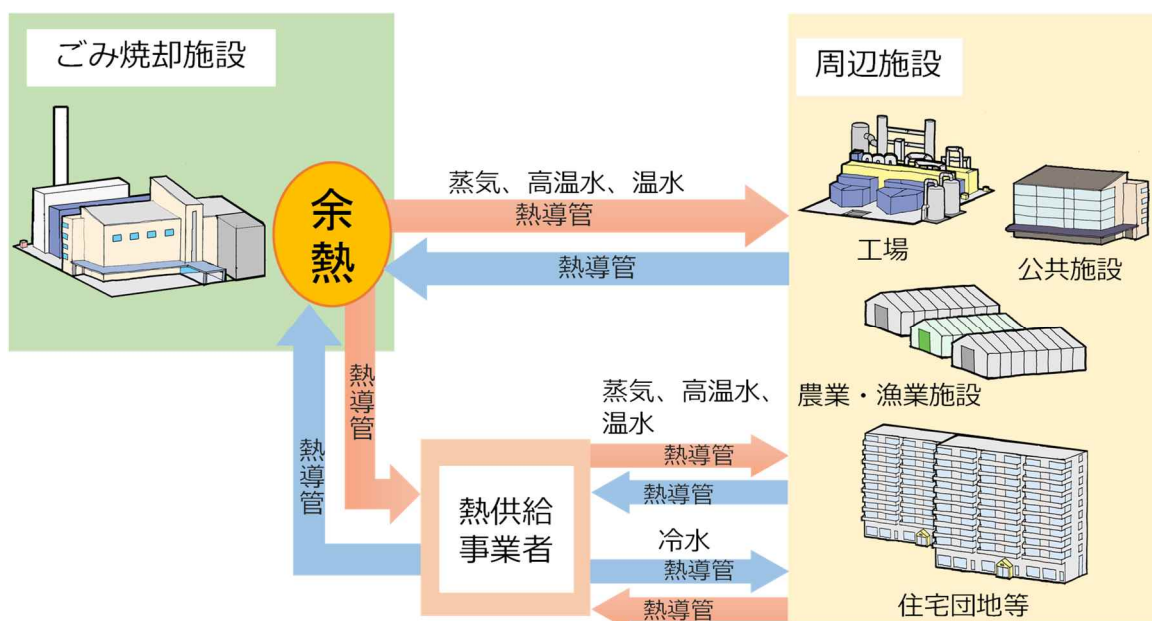 ごみ焼却施設
余熱
蒸気、高温水、温水
熱導管
熱導管
熱導管
熱導管
熱供給
事業者
蒸気、高温水、
温水
熱導管
熱導管
冷水
熱導管
熱導管
周辺施設
工場
公共施設
農業・漁業施設
住宅団地等